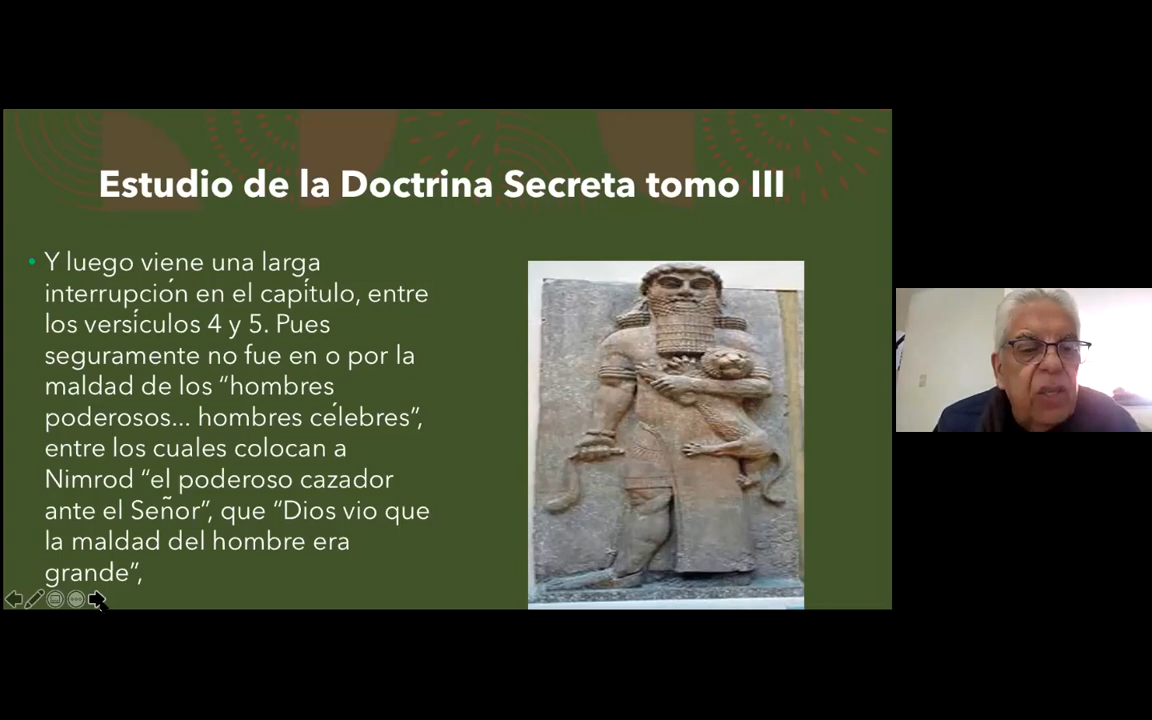 Estudio de la Doctrina Secreta tomo III
• Y luego viene una larga
interrupción en el capítulo, entre
los versículos 4 y 5. Pues
seguramente no fue en o por la
maldad de los “hombres
poderosos... hombres célebres”,
entre los cuales colocan a
Nimrod “el poderoso cazador
ante el Señor”, que “Dios vio que
la maldad del hombre era
grande”,